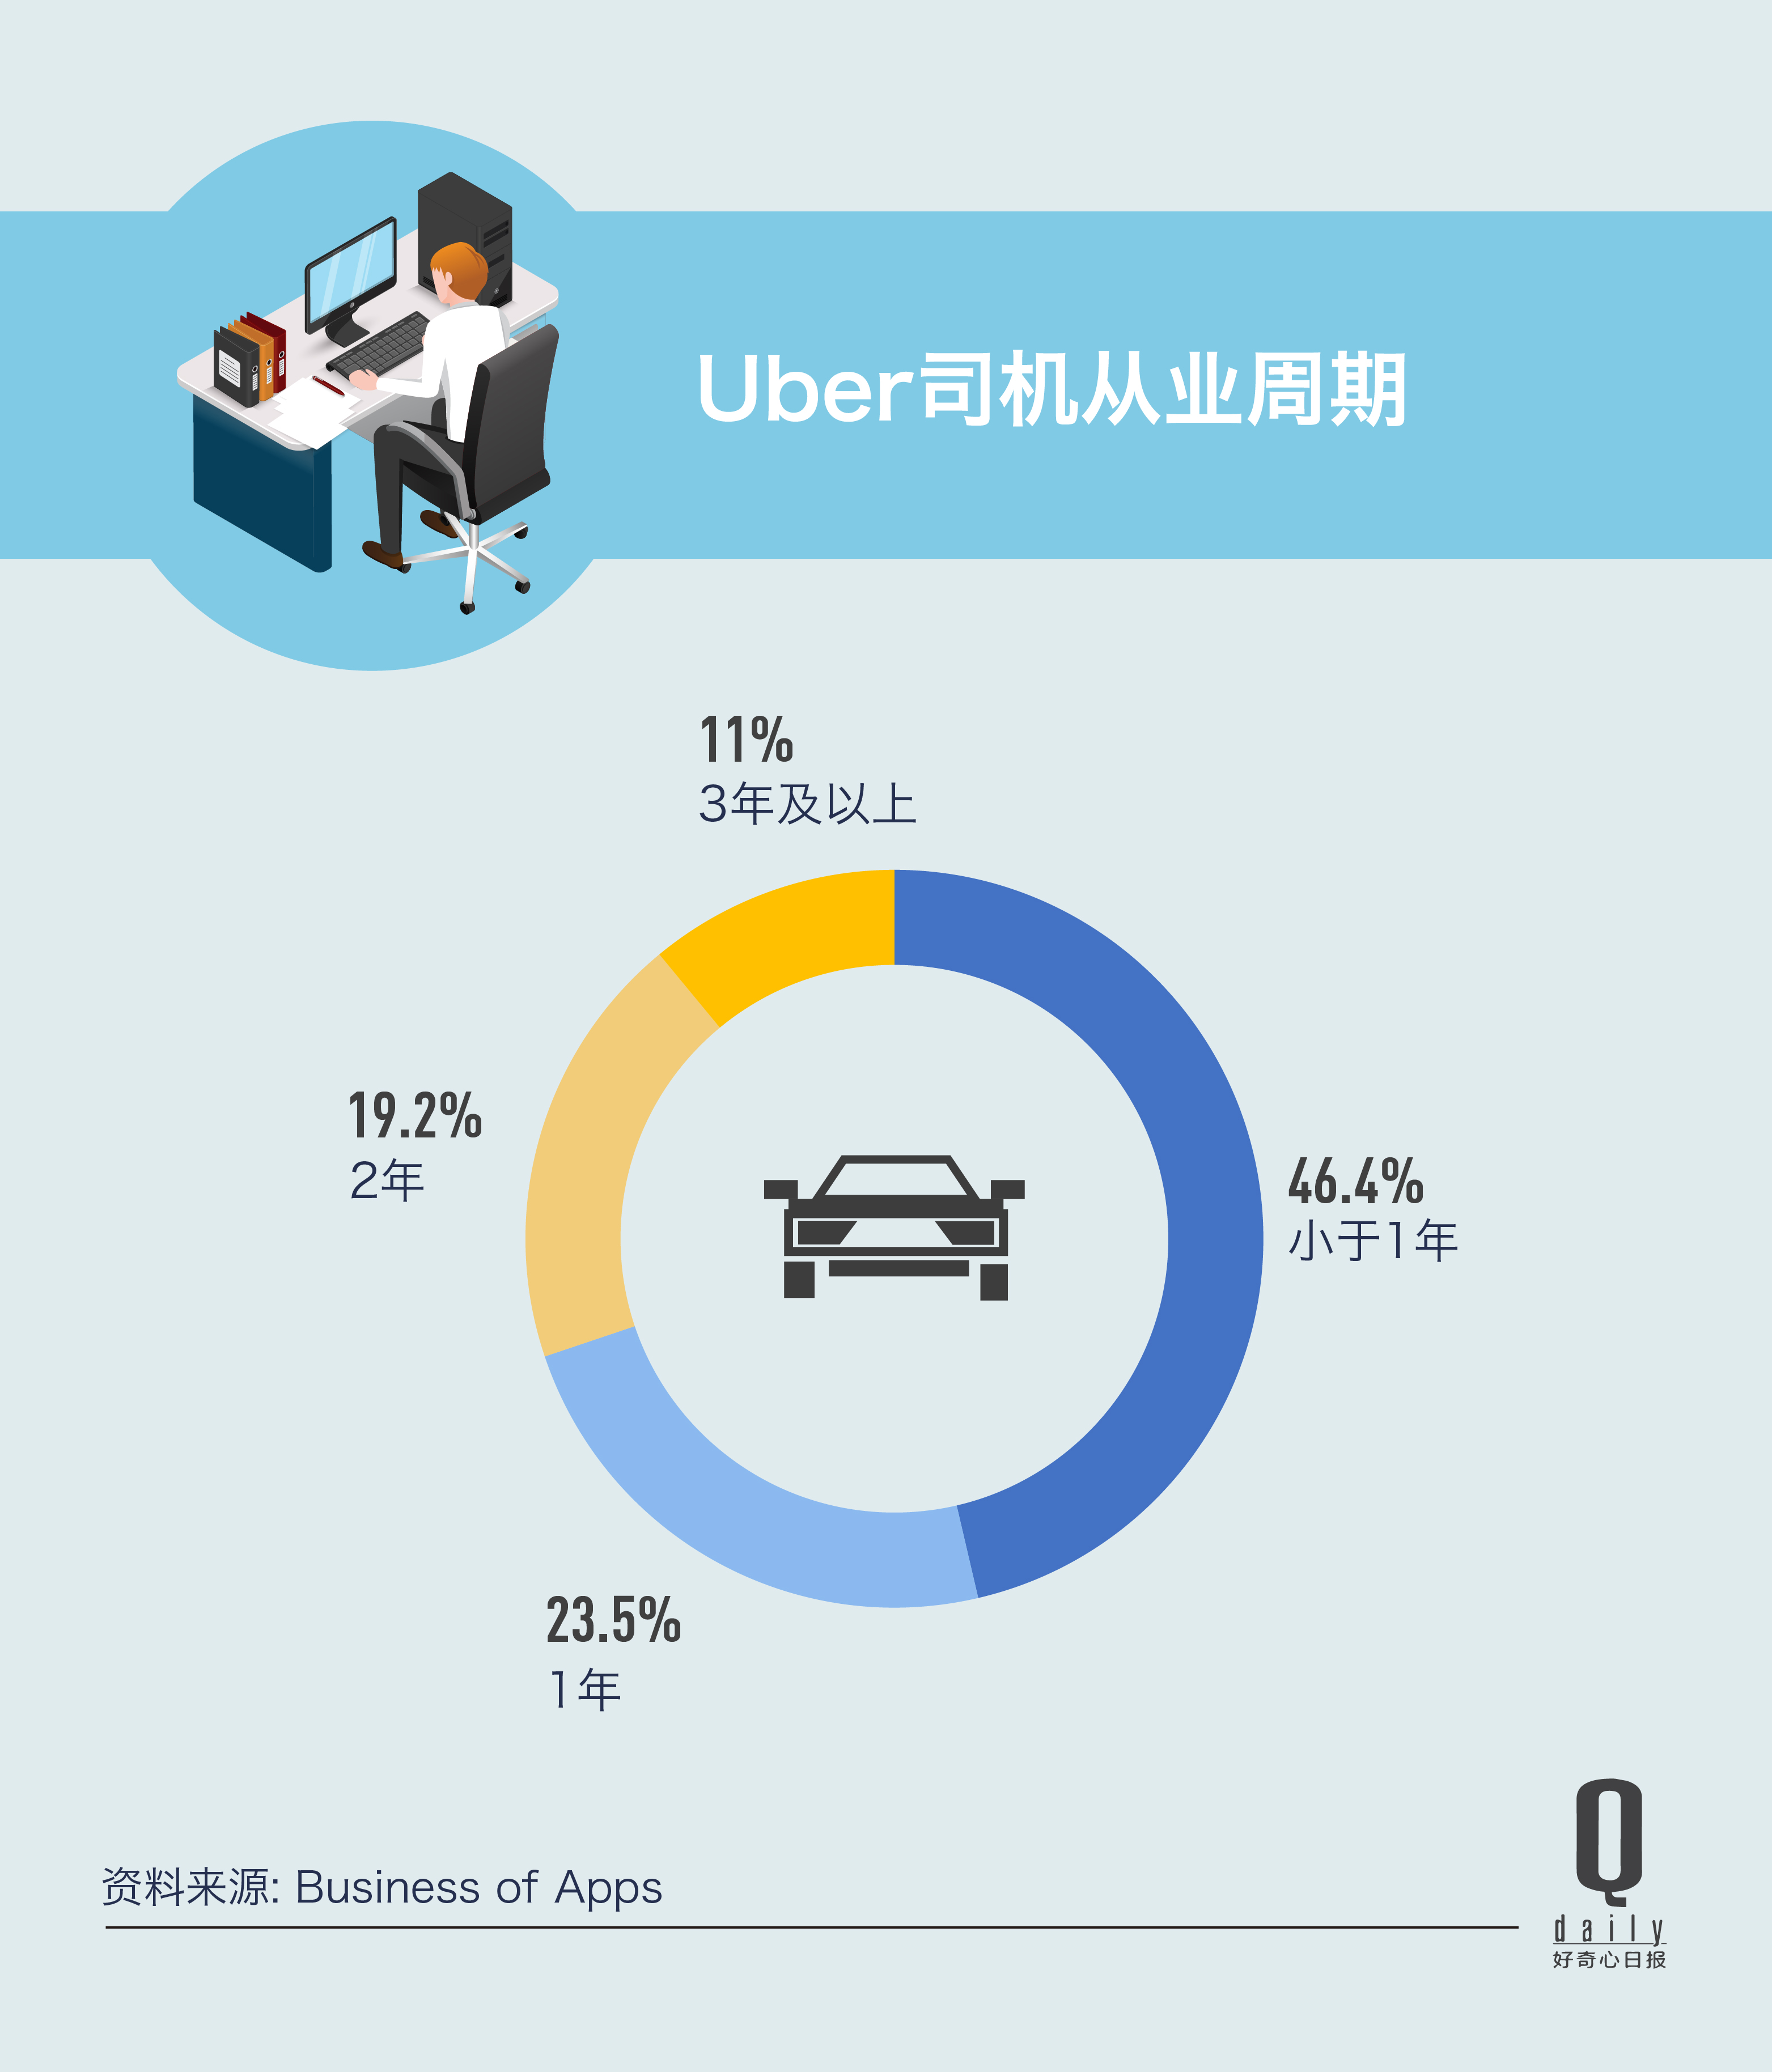 Uber司机从业周期
11%
3年及以上
19.2%
2年
46.4%
小于1年
23.5%
1年
资料来源: Business of Apps
Q
daily
好奇心日报